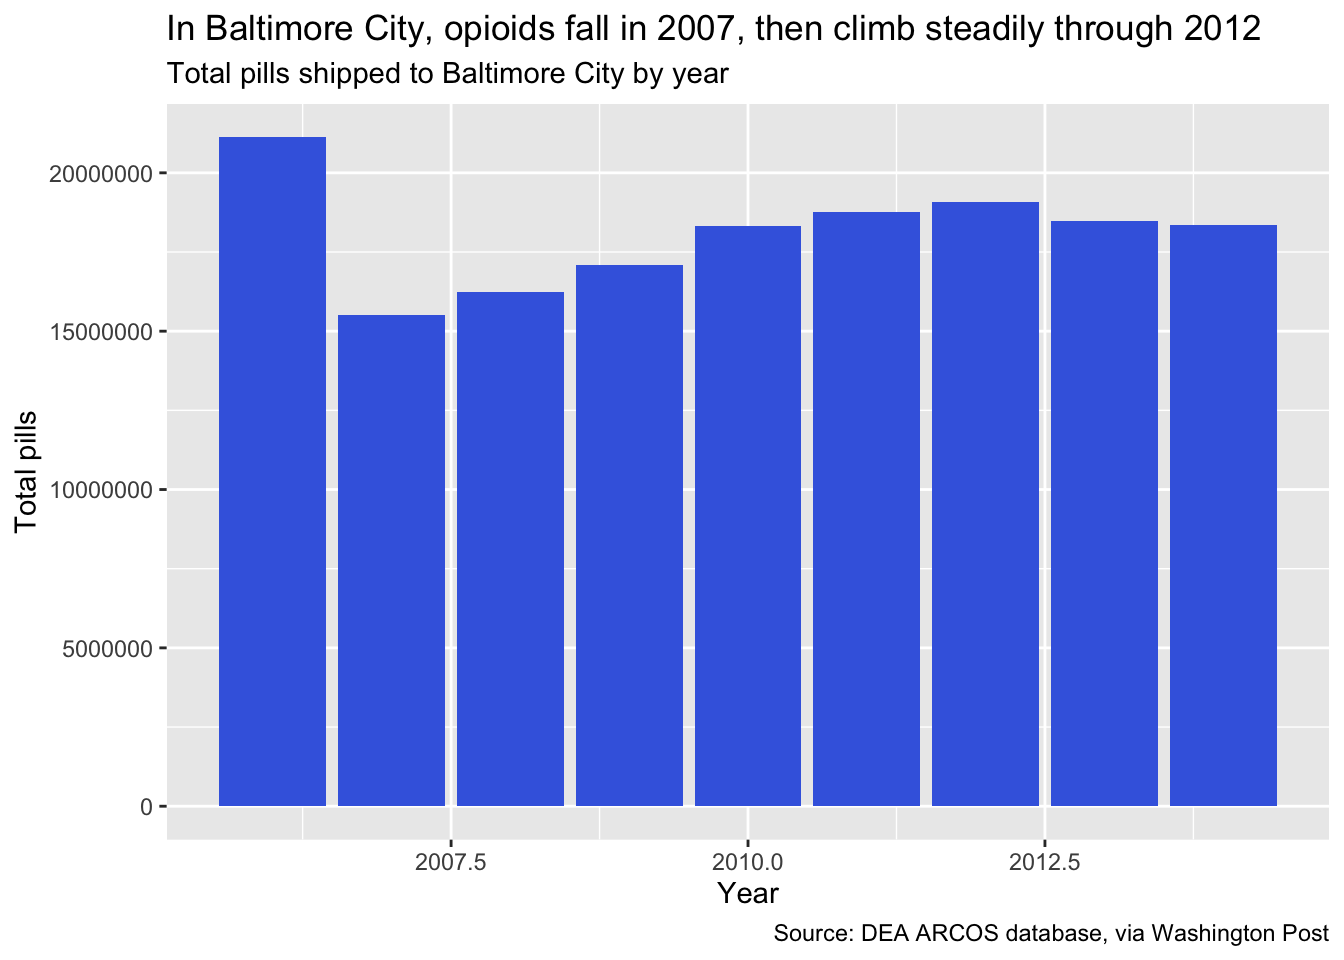 In Baltimore City, opioids fall in 2007, then climb steadily through 2012
Total pills shipped to Baltimore City by year
20000000
15000000
10000000
5000000
0
Total pills
2007.5 2010.0 2012.5
Year
Source: DEA ARCOS database, via Washington Post